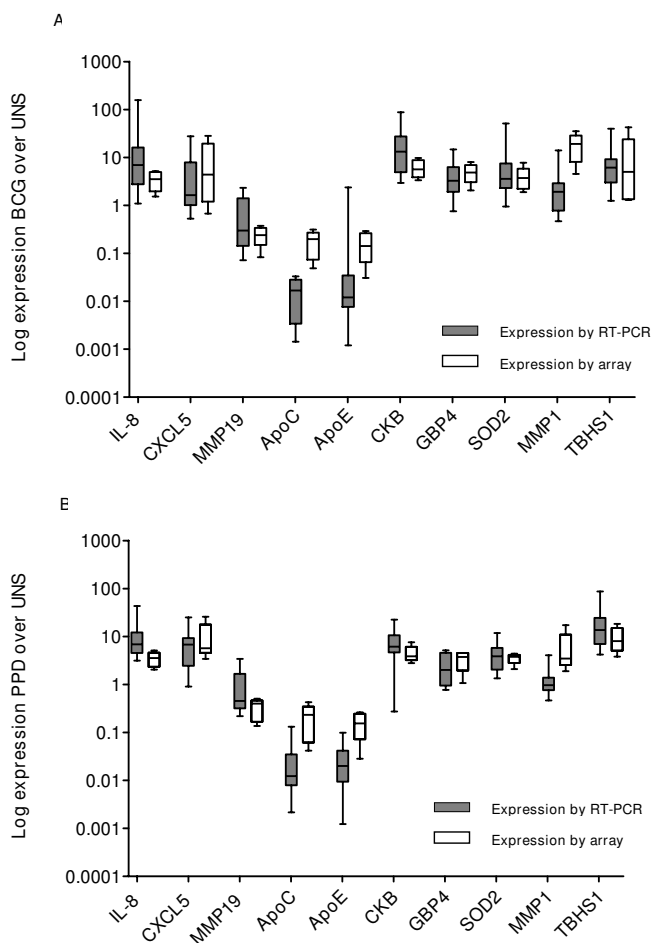 A
Log expression BCG over UNS
1000
100
10
1
0.1
0.01
0.001
0.0001
Expression by RT-PCR
Expression by array
IL-8
CXCL5
MMP19
ApoC
ApoE
CKB
GBP4
SOD2
MMP1
TBHS1
B
Log expression PPD over UNS
1000
100
10
1
0.1
0.01
0.001
0.0001
Expression by RT-PCR
Expression by array
IL-8
CXCL5
MMP19
ApoC
ApoE
CKB
GBP4
SOD2
MMP1
TBHS1